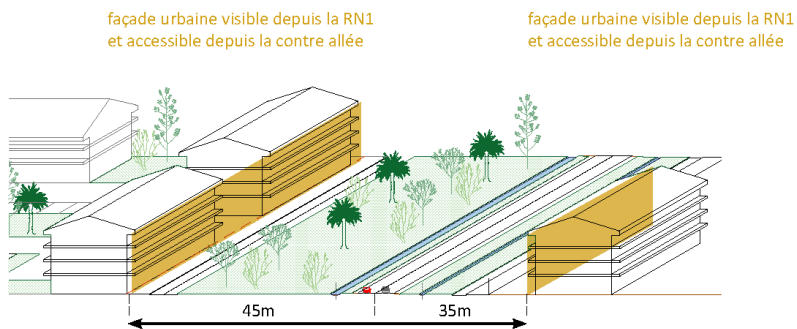 façade urbaine visible depuis la RN1
et accessible depuis la contre allée
façade urbaine visible depuis la RN1
et accessible depuis la contre allée
45m
35m